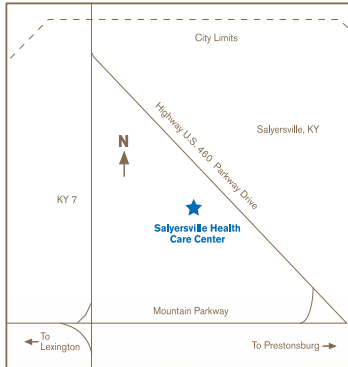 City Limits
Highway U.S. 460 Parkway Drive
Salyersville, KY
N
KY 7
Salyersville Health
Care Center
Mountain Parkway
To
Lexington
To Prestonsburg